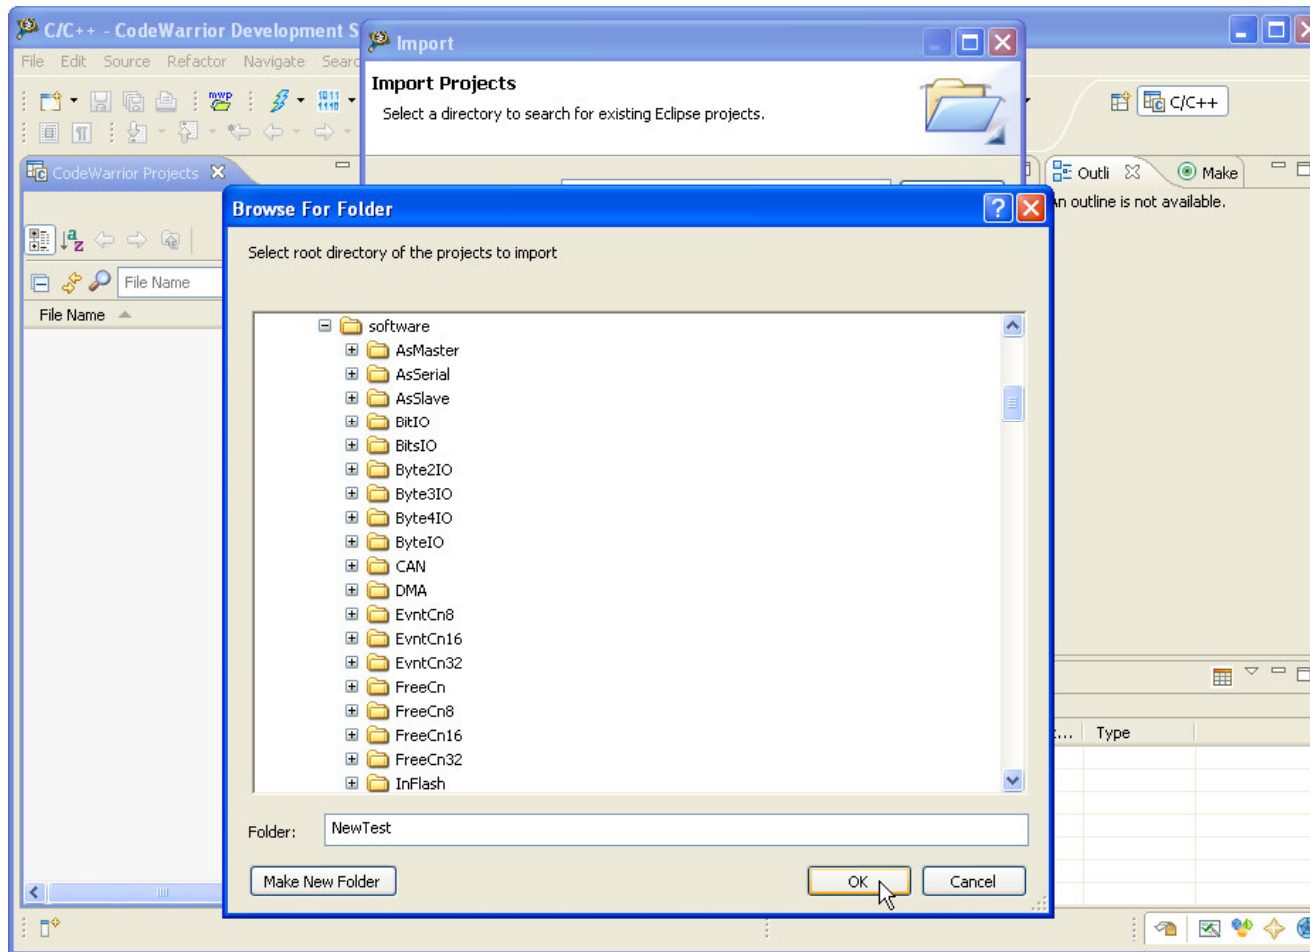 C/C++ - CodeWarrior Development S
Import
File Edit Source Refactor Navigate Searc
Import Projects
Select a directory to search for existing Eclipse projects.
C/C++
CodeWarrior Projects
Outli
Make
An outline is not available.
Browse For Folder
Select root directory of the projects to import
File Name
File Name
software
AsMaster
AsSerial
AsSlave
BitIO
BitsIO
Byte2IO
Byte3IO
Byte4IO
ByteIO
CAN
DMA
EvntCn8
EvntCn16
EvntCn32
FreeCn
FreeCn8
FreeCn16
FreeCn32
InFlash
Type
Folder: NewTest
Make New Folder OK Cancel